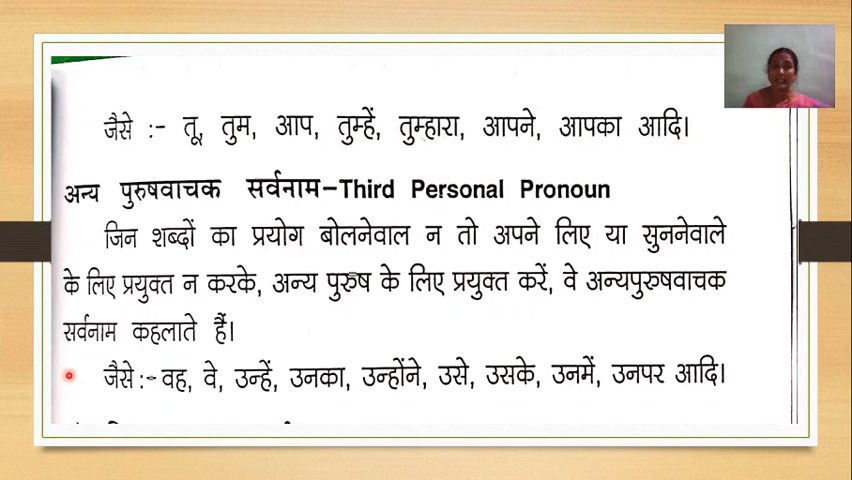 जैसे :- तू, तुम, आप, तुम्हें, तुम्हारा, आपने, आपका आदि।
अन्य पुरुषवाचक सर्वनाम–Third Personal Pronoun
जिन शब्दों का प्रयोग बोलनेवाल न तो अपने लिए या सुननेवाले
के लिए प्रयुक्त न करके, अन्य पुरुष के लिए प्रयुक्त करें, वे अन्यपुरुषवाचक
सर्वनाम कहलाते हैं।
जैसे :- वह, वे, उन्हें, उनका, उन्होंने, उसे, उसके, उनमें, उनपर आदि।